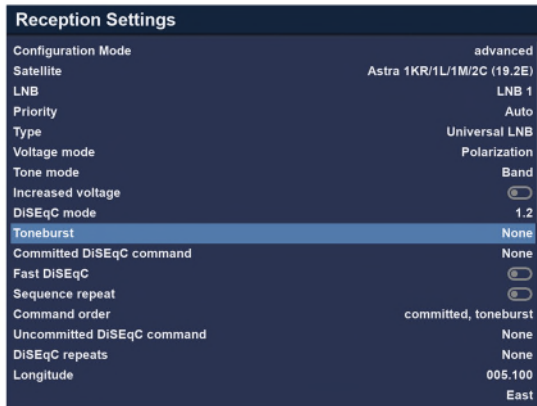 Reception Settings
Configuration Mode advanced
Satellite Astra 1KR/1L/1M/2C (19.2E)
LNB LNB 1
Priority Auto
Type Universal LNB
Voltage mode Polarization
Tone mode Band
Increased voltage
DiSEqC mode 1.2
Toneburst None
Committed DiSEqC command None
Fast DiSEqC
Sequence repeat
Command order committed, toneburst
Uncommitted DiSEqC command None
DiSEqC repeats None
Longitude 005.100
East